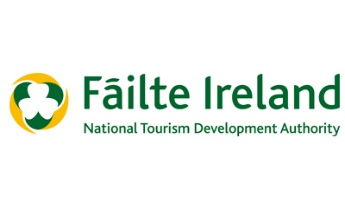 Fáilte Ireland
National Tourism Development Authority